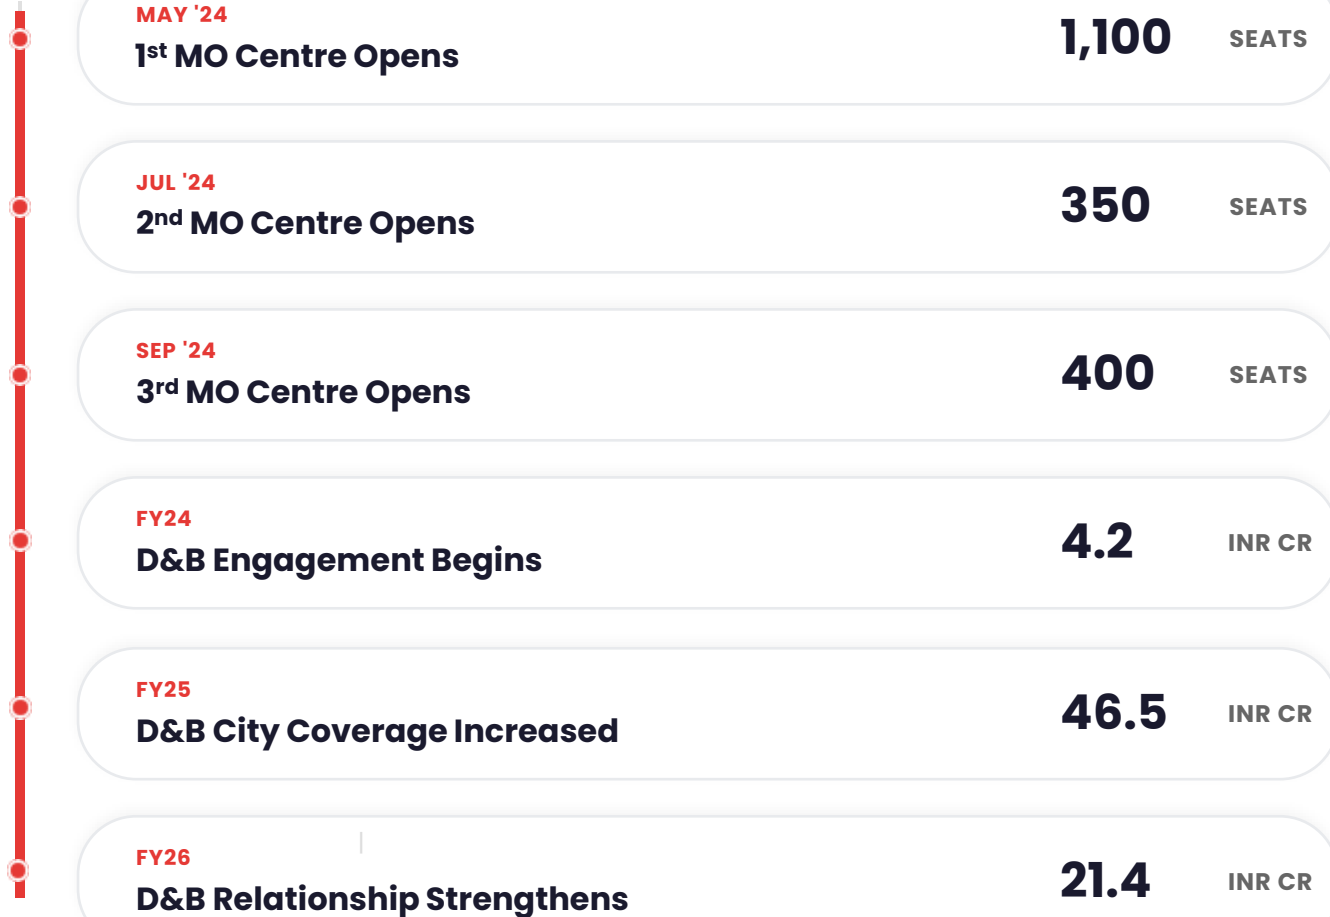 MAY '24
1st MO Centre Opens
1,100 SEATS
JUL '24
2nd MO Centre Opens
350 SEATS
SEP '24
3rd MO Centre Opens
400 SEATS
FY24
D&B Engagement Begins
4.2 INR CR
FY25
D&B City Coverage Increased
46.5 INR CR
FY26
D&B Relationship Strengthens
21.4 INR CR